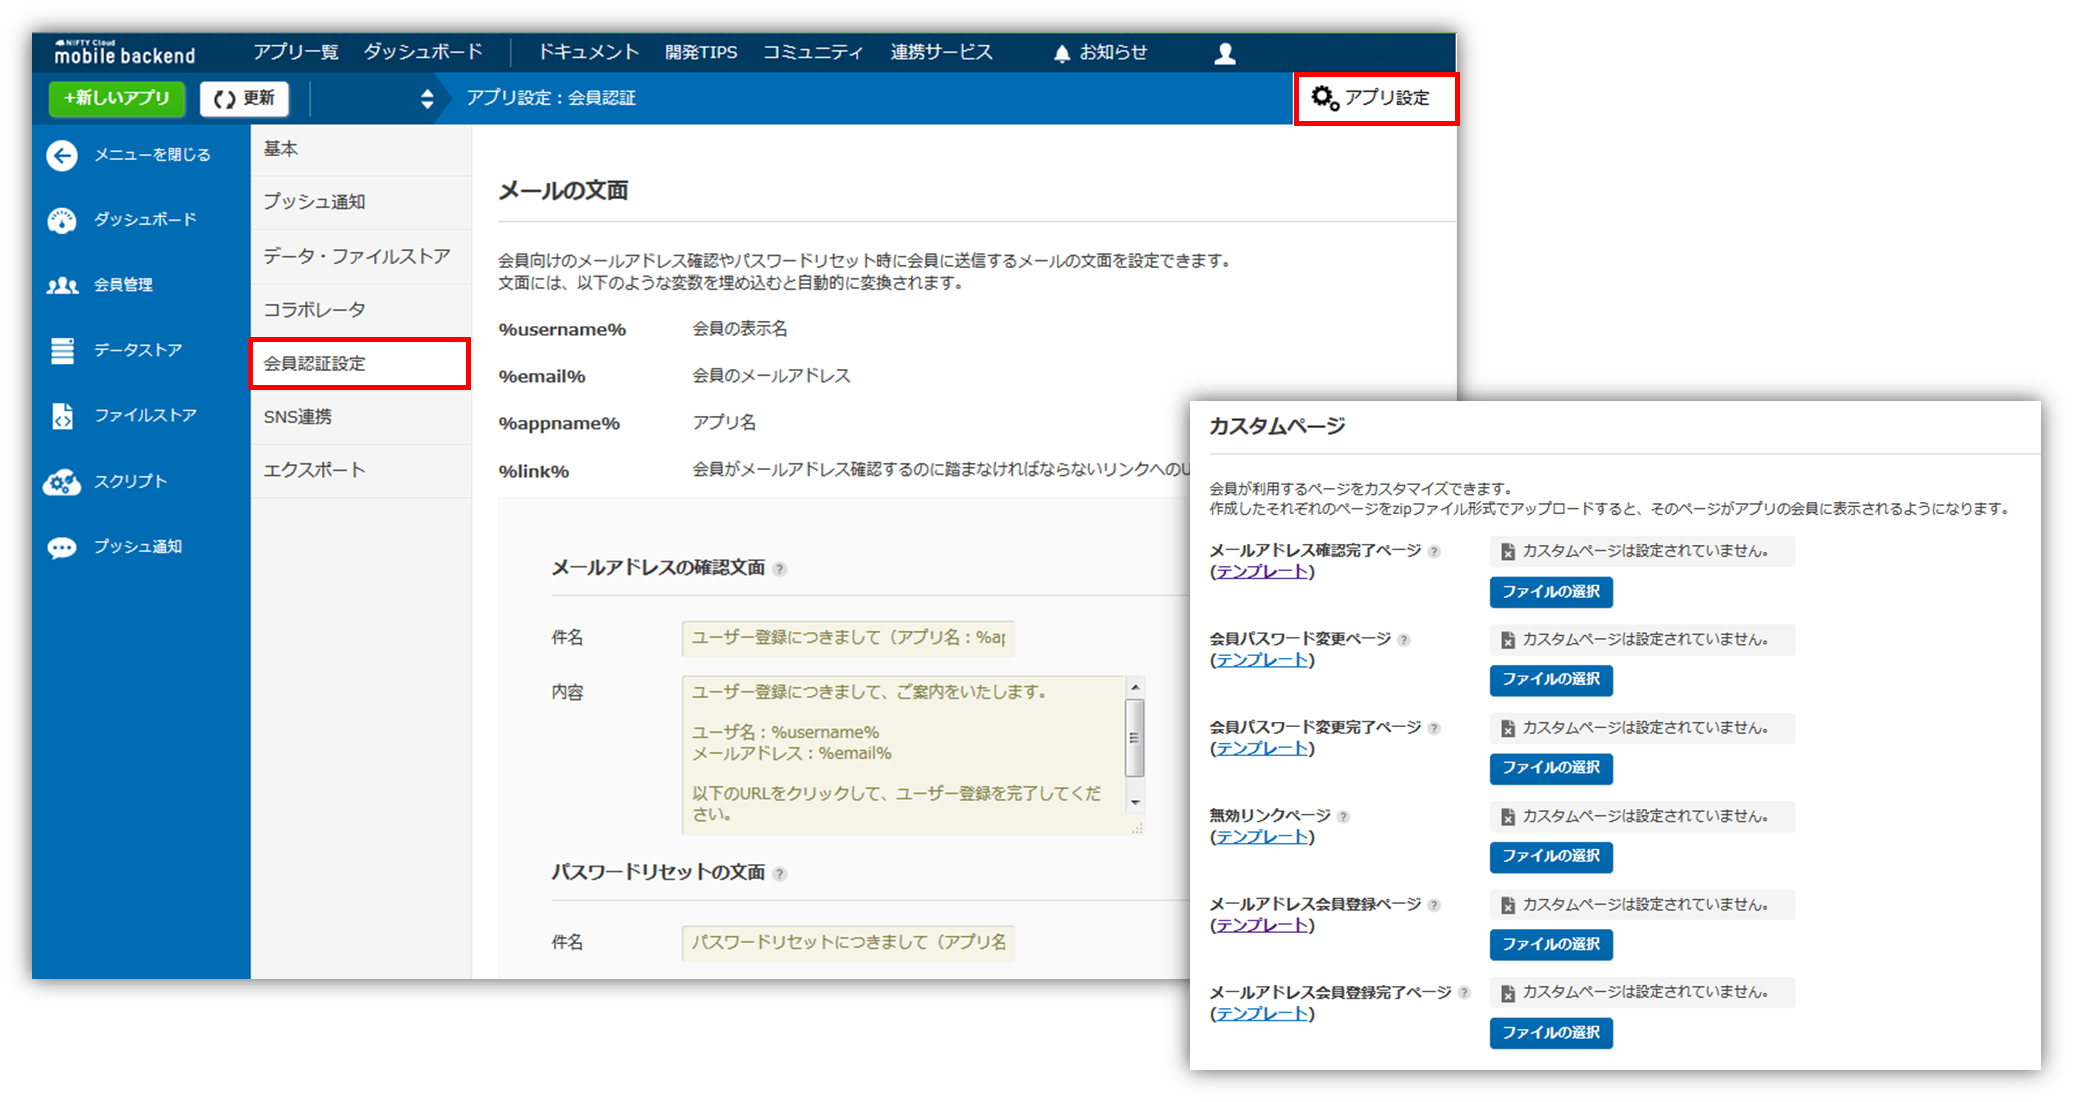 NIFTY Cloud
mobile backend
アプリ一覧 ダッシュボード ドキュメント 開発TIPS コミュニティ 連携サービス お知らせ
+新しいアプリ 更新 アプリ設定：会員認証 アプリ設定
メニューを閉じる
ダッシュボード
会員管理
データストア
ファイルストア
スクリプト
プッシュ通知
基本
プッシュ通知
データ・ファイルストア
コラボレータ
会員認証設定
SNS連携
エクスポート
メールの文面
会員向けのメールアドレス確認やパスワードリセット時に会員に送信するメールの文面を設定できます。
文面には、以下のような変数を埋め込むと自動的に変換されます。
%username% 会員の表示名
%email% 会員のメールアドレス
%appname% アプリ名
%link% 会員がメールアドレス確認するのに踏まなければならないリンクへのU
メールアドレスの確認文面 ?
件名 ユーザー登録につきまして（アプリ名：%ap
内容 ユーザー登録につきまして、ご案内をいたします。
ユーザ名：%username%
メールアドレス：%email%
以下のURLをクリックして、ユーザー登録を完了してくだ
さい。
パスワードリセットの文面 ?
件名 パスワードリセットにつきまして（アプリ名
カスタムページ
会員が利用するページをカスタマイズできます。
作成したそれぞれのページをzipファイル形式でアップロードすると、そのページがアプリの会員に表示されるようになります。
メールアドレス確認完了ページ ? カスタムページは設定されていません。
(テンプレート)
ファイルの選択
会員パスワード変更ページ ? カスタムページは設定されていません。
(テンプレート)
ファイルの選択
会員パスワード変更完了ページ ? カスタムページは設定されていません。
(テンプレート)
ファイルの選択
無効リンクページ ? カスタムページは設定されていません。
(テンプレート)
ファイルの選択
メールアドレス会員登録ページ ? カスタムページは設定されていません。
(テンプレート)
ファイルの選択
メールアドレス会員登録完了ページ ? カスタムページは設定されていません。
(テンプレート)
ファイルの選択